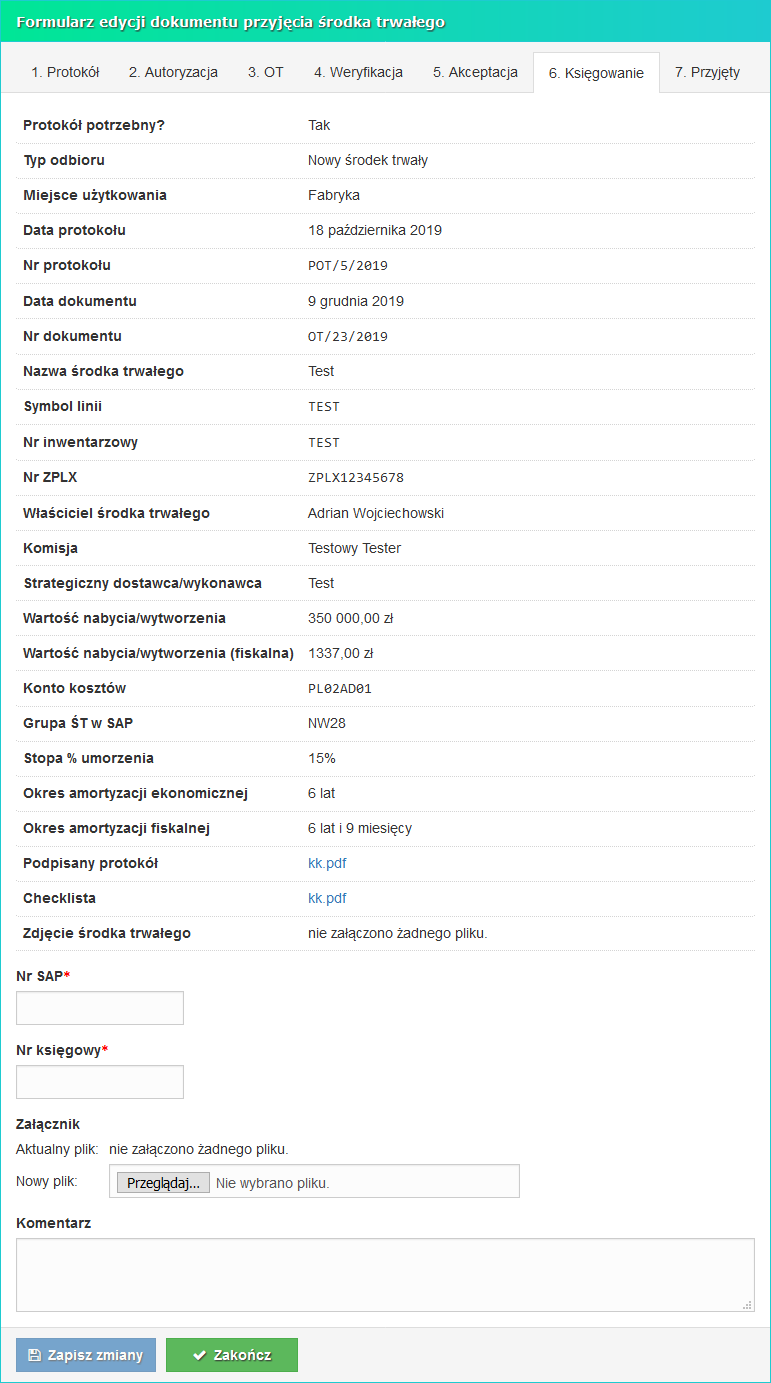 Formularz edycji dokumentu przyjęcia środka trwałego
1. Protokół 2. Autoryzacja 3. OT 4. Weryfikacja 5. Akceptacja 6. Księgowanie 7. Przyjęty
Protokół potrzebny? Tak
Typ odbioru Nowy środek trwały
Miejsce użytkowania Fabryka
Data protokołu 18 października 2019
Nr protokołu POT/5/2019
Data dokumentu 9 grudnia 2019
Nr dokumentu OT/23/2019
Nazwa środka trwałego Test
Symbol linii TEST
Nr inwentarzowy TEST
Nr ZPLX ZPLX12345678
Właściciel środka trwałego Adrian Wojciechowski
Komisja Testowy Tester
Strategiczny dostawca/wykonawca Test
Wartość nabycia/wytworzenia 350 000,00 zł
Wartość nabycia/wytworzenia (fiskalna) 1337,00 zł
Konto kosztów PL02AD01
Grupa ŚT w SAP NW28
Stopa % umorzenia 15%
Okres amortyzacji ekonomicznej 6 lat
Okres amortyzacji fiskalnej 6 lat i 9 miesięcy
Podpisany protokół kk.pdf
Checklista kk.pdf
Zdjęcie środka trwałego nie załączono żadnego pliku.
Nr SAP*
Nr księgowy*
Załącznik
Aktualny plik: nie załączono żadnego pliku.
Nowy plik: Przeglądaj... Nie wybrano pliku.
Komentarz
Zapisz zmiany Zakończ